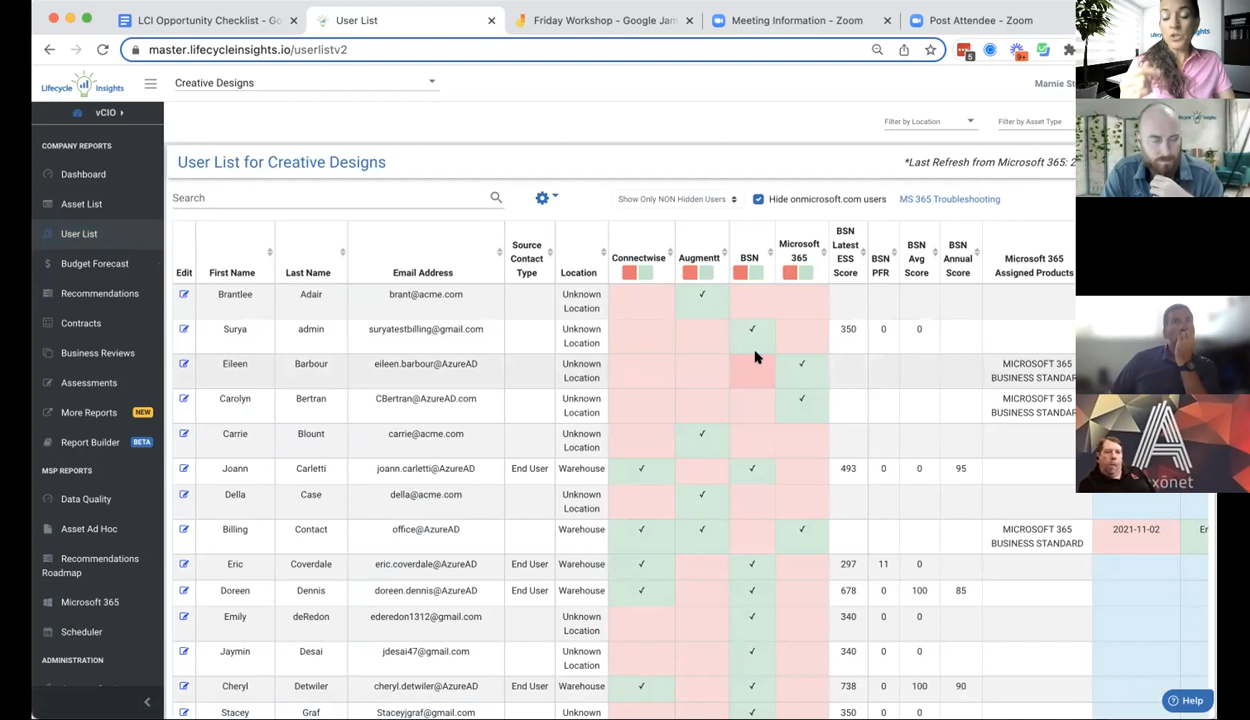 LCI Opportunity Checklist - Go
User List
Friday Workshop - Google Jam
Meeting Information - Zoom
Post Attendee - Zoom
master.lifecycleinsights.io/userlistv2
5
9+
Lifecycle Insights
Creative Designs
Marnie St
vCIO
Filter by Location
Filter by Asset Type
COMPANY REPORTS
Dashboard
Asset List
User List
Budget Forecast
Recommendations
Contracts
Business Reviews
Assessments
More Reports NEW
Report Builder BETA
MSP REPORTS
Data Quality
Asset Ad Hoc
Recommendations
Roadmap
Microsoft 365
Scheduler
ADMINISTRATION
User List for Creative Designs
*Last Refresh from Microsoft 365: 2
Search
Show Only NON Hidden Users
Hide onmicrosoft.com users
MS 365 Troubleshooting
Edit First Name Last Name Email Address Source Contact Type Location Connectwise Augmentt BSN Microsoft 365 BSN Latest ESS Score BSN PFR BSN Avg Score BSN Annual Score Microsoft 365 Assigned Products
Brantlee Adair brant@acme.com Unknown Location ✓
Surya admin suryatestbilling@gmail.com Unknown Location ✓ 350 0 0
Eileen Barbour eileen.barbour@AzureAD Unknown Location ✓ MICROSOFT 365 BUSINESS STANDARD
Carolyn Bertran CBertran@AzureAD.com Unknown Location ✓ MICROSOFT 365 BUSINESS STANDARD
Carrie Blount carrie@acme.com Unknown Location ✓
Joann Carletti joann.carletti@AzureAD End User Warehouse ✓ ✓ 493 0 0 95
Della Case della@acme.com Unknown Location ✓
Billing Contact office@AzureAD Warehouse ✓ ✓ ✓ MICROSOFT 365 BUSINESS STANDARD 2021-11-02 Er
Eric Coverdale eric.coverdale@AzureAD End User Warehouse ✓ ✓ 297 11 0
Doreen Dennis doreen.dennis@AzureAD End User Warehouse ✓ ✓ 678 0 100 85
Emily deRedon ederedon1312@gmail.com Unknown Location ✓ 340 0 0
Jaymin Desai jdesai47@gmail.com Unknown Location ✓ 340 0 0
Cheryl Detwiler cheryl.detwiler@AzureAD End User Warehouse ✓ ✓ 738 0 100 90
Stacey Graf Staceyjgraf@gmail.com Unknown ✓ 350 0 0
xōnet
Help